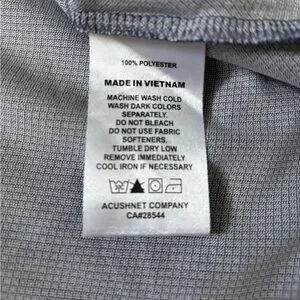 100% POLYESTER
MADE IN VIETNAM
MACHINE WASH COLD
WASH DARK COLORS
SEPARATELY.
DO NOT BLEACH
DO NOT USE FABRIC
SOFTENERS.
TUMBLE DRY LOW
REMOVE IMMEDIATELY
COOL IRON IF NECESSARY
ACUSHNET COMPANY
CA#28544